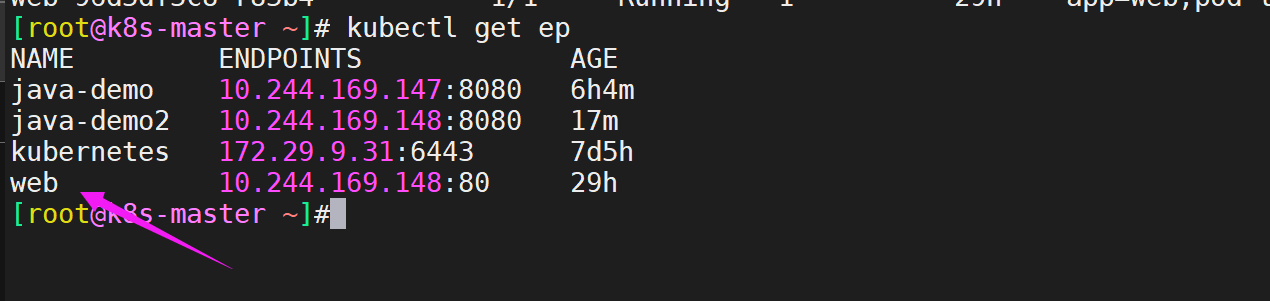 [root@k8s-master ~]# kubectl get ep
NAME ENDPOINTS AGE
java-demo 10.244.169.147:8080 6h4m
java-demo2 10.244.169.148:8080 17m
kubernetes 172.29.9.31:6443 7d5h
web 10.244.169.148:80 29h
[root@k8s-master ~]#